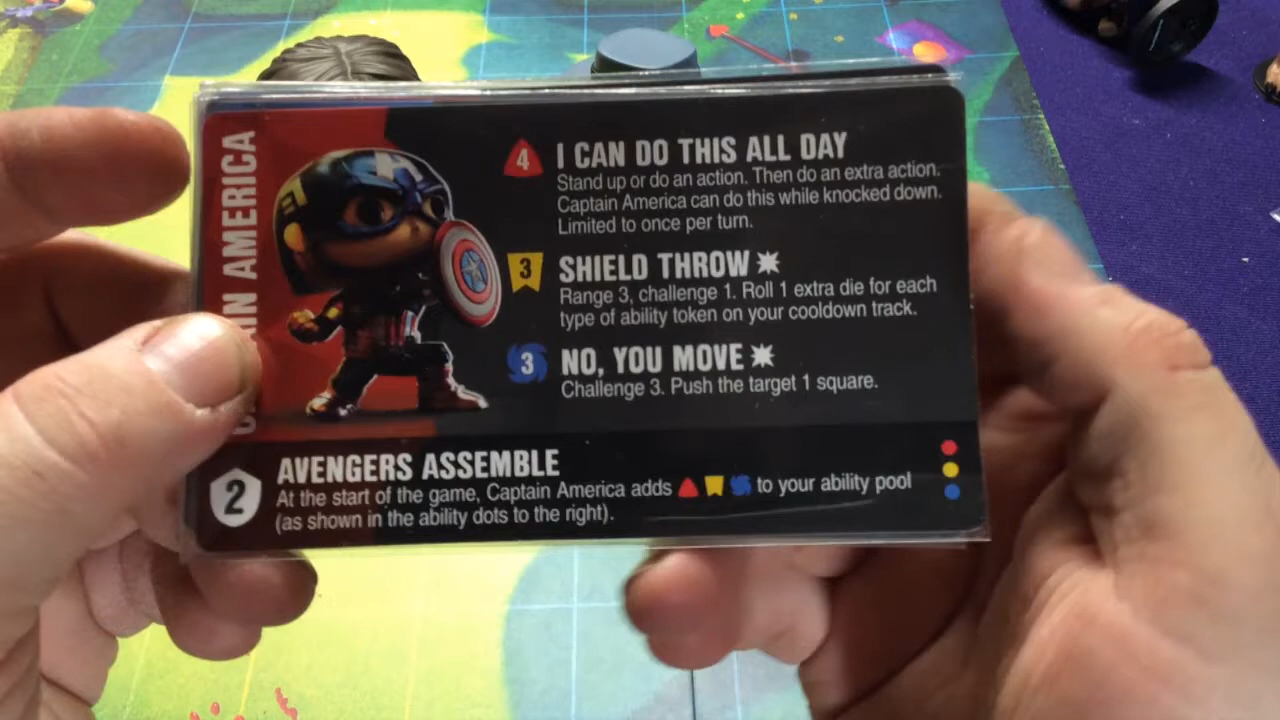 AMERICA
4 I CAN DO THIS ALL DAY
Stand up or do an action. Then do an extra action.
Captain America can do this while knocked down.
Limited to once per turn.
3 SHIELD THROW
Range 3, challenge 1. Roll 1 extra die for each
type of ability token on your cooldown track.
3 NO, YOU MOVE
Challenge 3. Push the target 1 square.
2 AVENGERS ASSEMBLE
At the start of the game, Captain America adds to your ability pool
(as shown in the ability dots to the right).